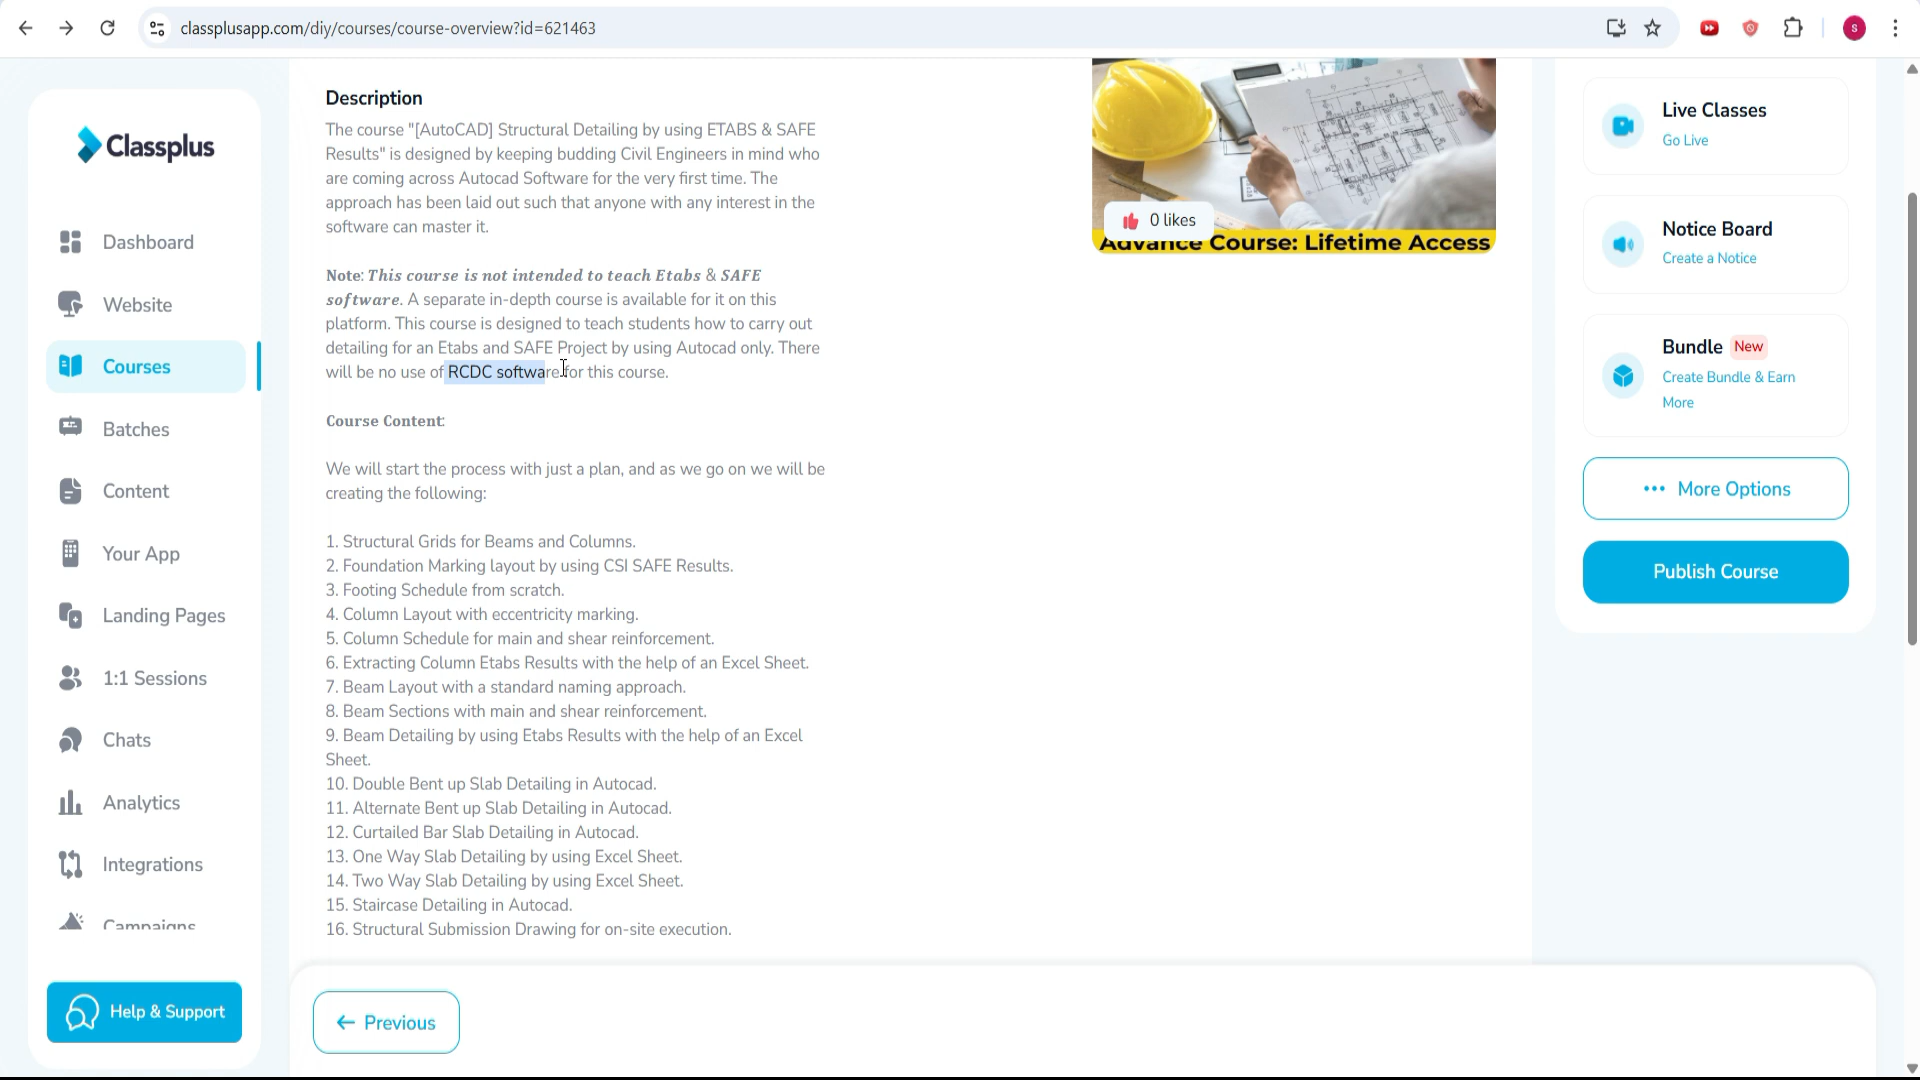 classplusapp.com/diy/courses/course-overview?id=621463
S
Classplus
Dashboard
Website
Courses
Batches
Content
Your App
Landing Pages
1:1 Sessions
Chats
Analytics
Integrations
Campaigns
Help & Support
Description
The course "[AutoCAD] Structural Detailing by using ETABS & SAFE
Results" is designed by keeping budding Civil Engineers in mind who
are coming across Autocad Software for the very first time. The
approach has been laid out such that anyone with any interest in the
software can master it.
Note: This course is not intended to teach Etabs & SAFE
software. A separate in-depth course is available for it on this
platform. This course is designed to teach students how to carry out
detailing for an Etabs and SAFE Project by using Autocad only. There
will be no use of RCDC software for this course.
Course Content:
We will start the process with just a plan, and as we go on we will be
creating the following:
1. Structural Grids for Beams and Columns.
2. Foundation Marking layout by using CSI SAFE Results.
3. Footing Schedule from scratch.
4. Column Layout with eccentricity marking.
5. Column Schedule for main and shear reinforcement.
6. Extracting Column Etabs Results with the help of an Excel Sheet.
7. Beam Layout with a standard naming approach.
8. Beam Sections with main and shear reinforcement.
9. Beam Detailing by using Etabs Results with the help of an Excel
Sheet.
10. Double Bent up Slab Detailing in Autocad.
11. Alternate Bent up Slab Detailing in Autocad.
12. Curtailed Bar Slab Detailing in Autocad.
13. One Way Slab Detailing by using Excel Sheet.
14. Two Way Slab Detailing by using Excel Sheet.
15. Staircase Detailing in Autocad.
16. Structural Submission Drawing for on-site execution.
Previous
0 likes
Advance Course: Lifetime Access
Live Classes
Go Live
Notice Board
Create a Notice
Bundle New
Create Bundle & Earn
More
More Options
Publish Course